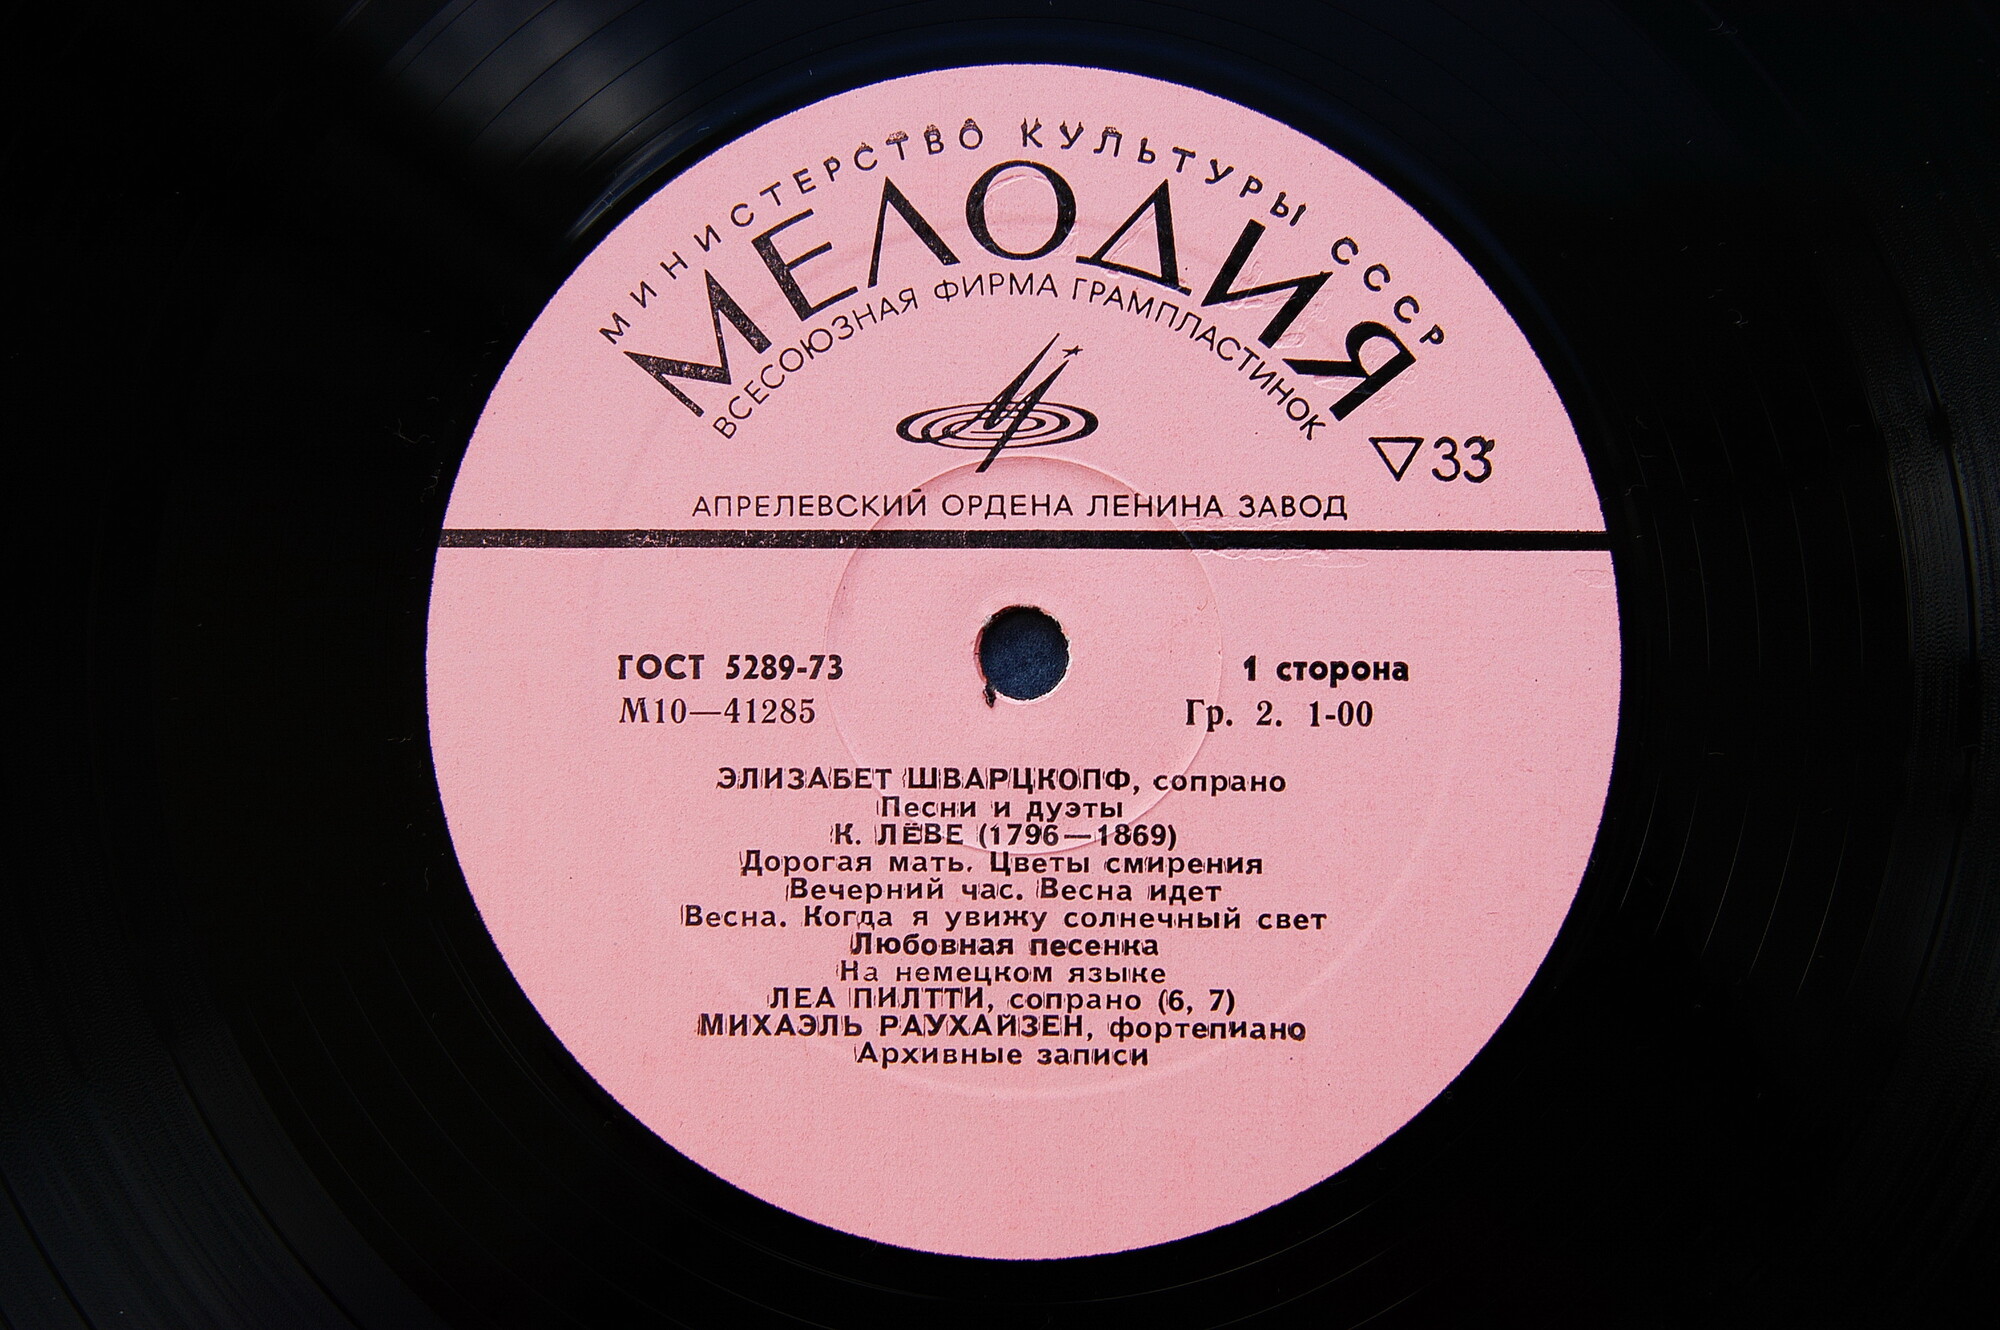 МИНИСТЕРСТВО КУЛЬТУРЫ СССР
МЕЛОДИЯ
ВСЕСОЮЗНАЯ ФИРМА ГРАМПЛАСТИНОК
33
АПРЕЛЕВСКИЙ ОРДЕНА ЛЕНИНА ЗАВОД
ГОСТ 5289-73
1 сторона
М10—41285
Гр. 2. 1-00
ЭЛИЗАБЕТ ШВАРЦКОПФ, сопрано
Песни и дуэты
К. ЛЁВЕ (1796—1869)
Дорогая мать. Цветы смирения
Вечерний час. Весна идет
Весна. Когда я увижу солнечный свет
Любовная песенка
На немецком языке
ЛЕА ПИЛТТИ, сопрано (6, 7)
МИХАЭЛЬ РАУХАЙЗЕН, фортепиано
Архивные записи